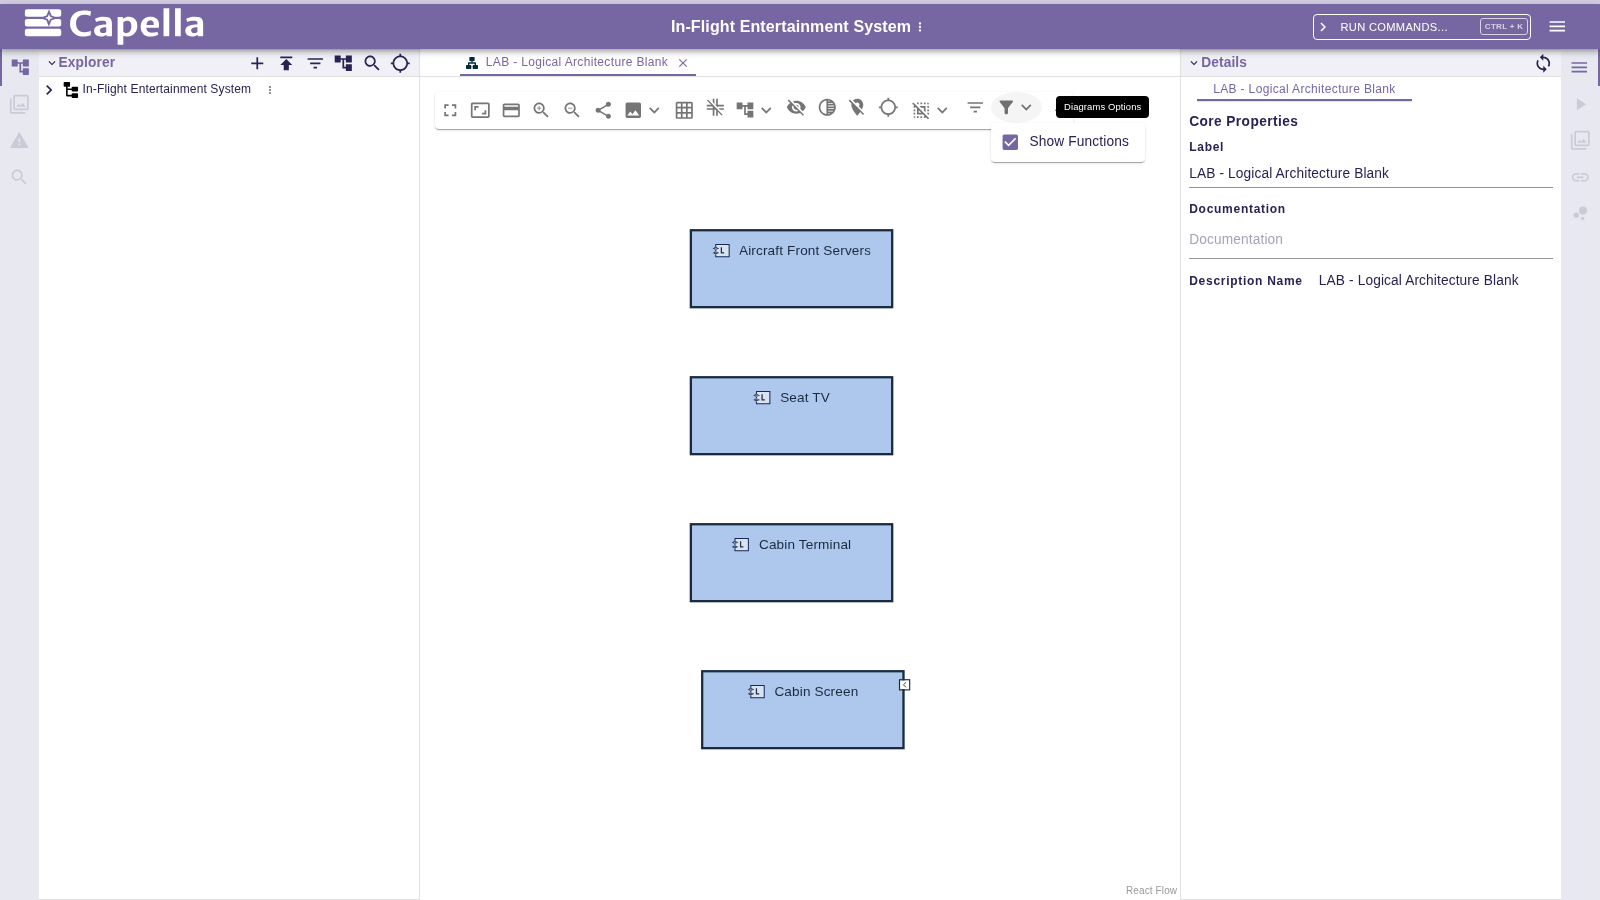 Capella
In-Flight Entertainment System
RUN COMMANDS...
CTRL + K
Explorer
In-Flight Entertainment System
LAB - Logical Architecture Blank
Diagrams Options
Show Functions
L Aircraft Front Servers
L Seat TV
L Cabin Terminal
L Cabin Screen
React Flow
Details
LAB - Logical Architecture Blank
Core Properties
Label
LAB - Logical Architecture Blank
Documentation
Documentation
Description Name LAB - Logical Architecture Blank